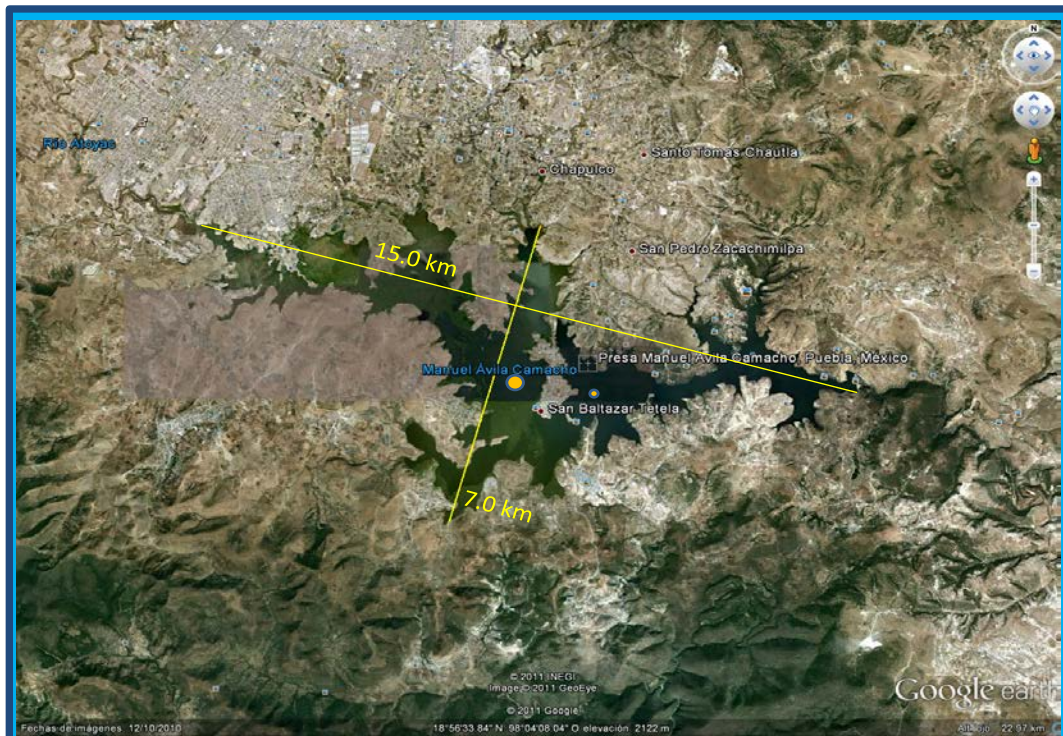 N
Río Atoyac
Santo Tomas Chautla
Chapulco
San Pedro Zacachimilpa
15.0 km
Presa Manuel Avila Camacho, Puebla, México
Manuel Ávila Camacho
San Baltazar Tetela
7.0 km
© 2011 INEGI
Image © 2011 GeoEye
© 2011 Google
Google earth
Fechas de imágenes: 12/10/2010
18°56'33.84" N 98°04'08.04" O elevación 2122 m
Alt. ojo 22.97 km